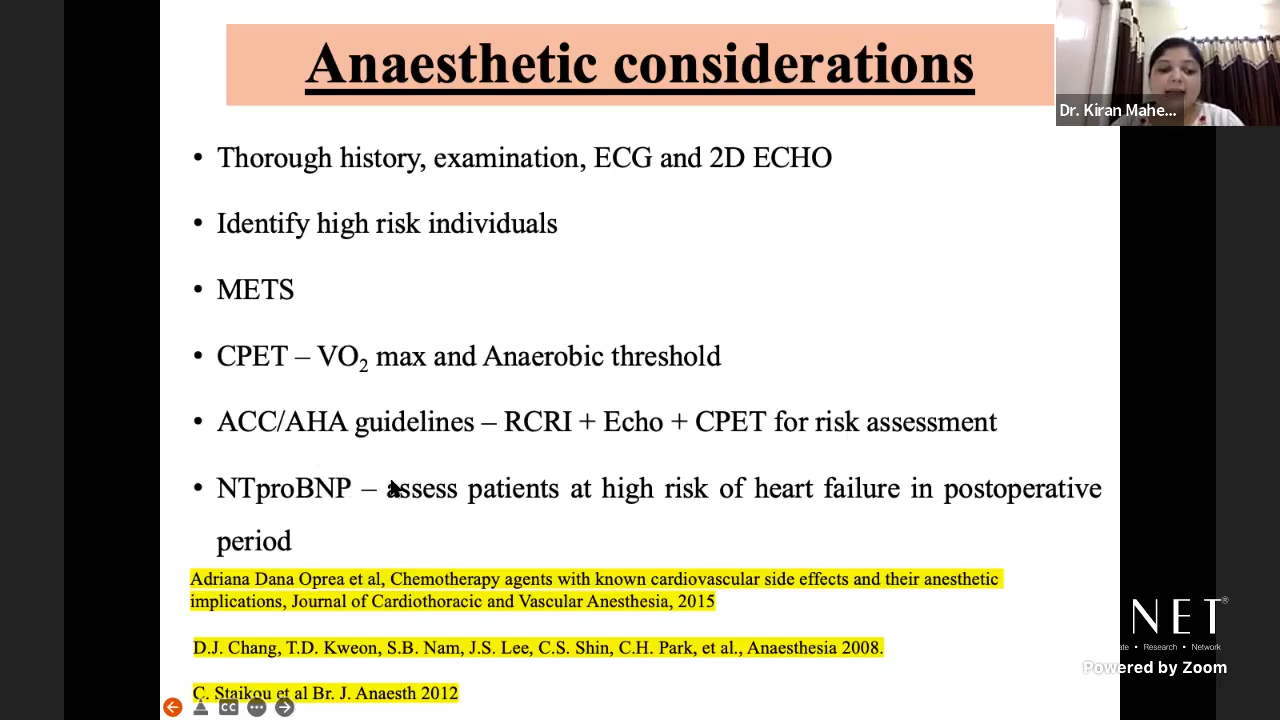 Anaesthetic considerations
Dr. Kiran Mahe...
• Thorough history, examination, ECG and 2D ECHO
• Identify high risk individuals
• METS
• CPET – VO₂ max and Anaerobic threshold
• ACC/AHA guidelines – RCRI + Echo + CPET for risk assessment
• NTproBNP – assess patients at high risk of heart failure in postoperative
period
Adriana Dana Oprea et al, Chemotherapy agents with known cardiovascular side effects and their anesthetic
implications, Journal of Cardiothoracic and Vascular Anesthesia, 2015
D.J. Chang, T.D. Kweon, S.B. Nam, J.S. Lee, C.S. Shin, C.H. Park, et al., Anaesthesia 2008.
C. Staikou et al Br. J. Anaesth 2012
CC
NET®
• Research • Network
Powered by Zoom